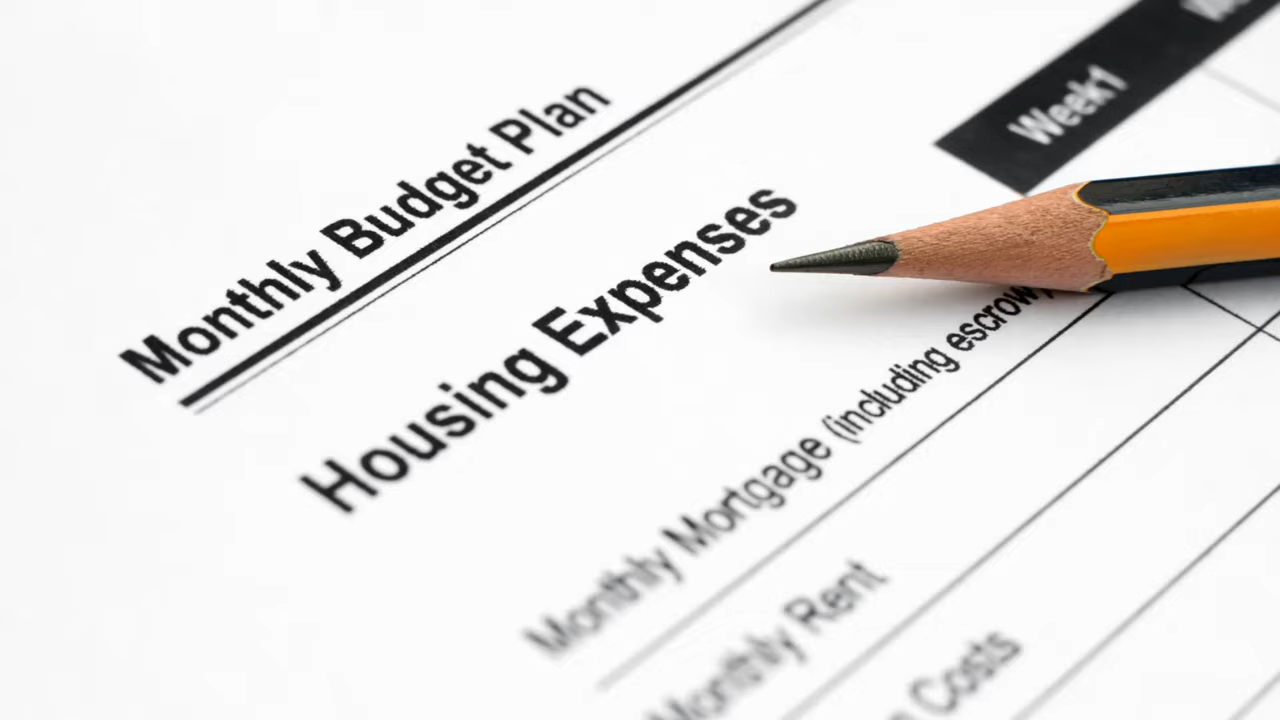 Monthly Budget Plan
Week1
Housing Expenses
Monthly Mortgage (including escrow)
Monthly Rent
Costs